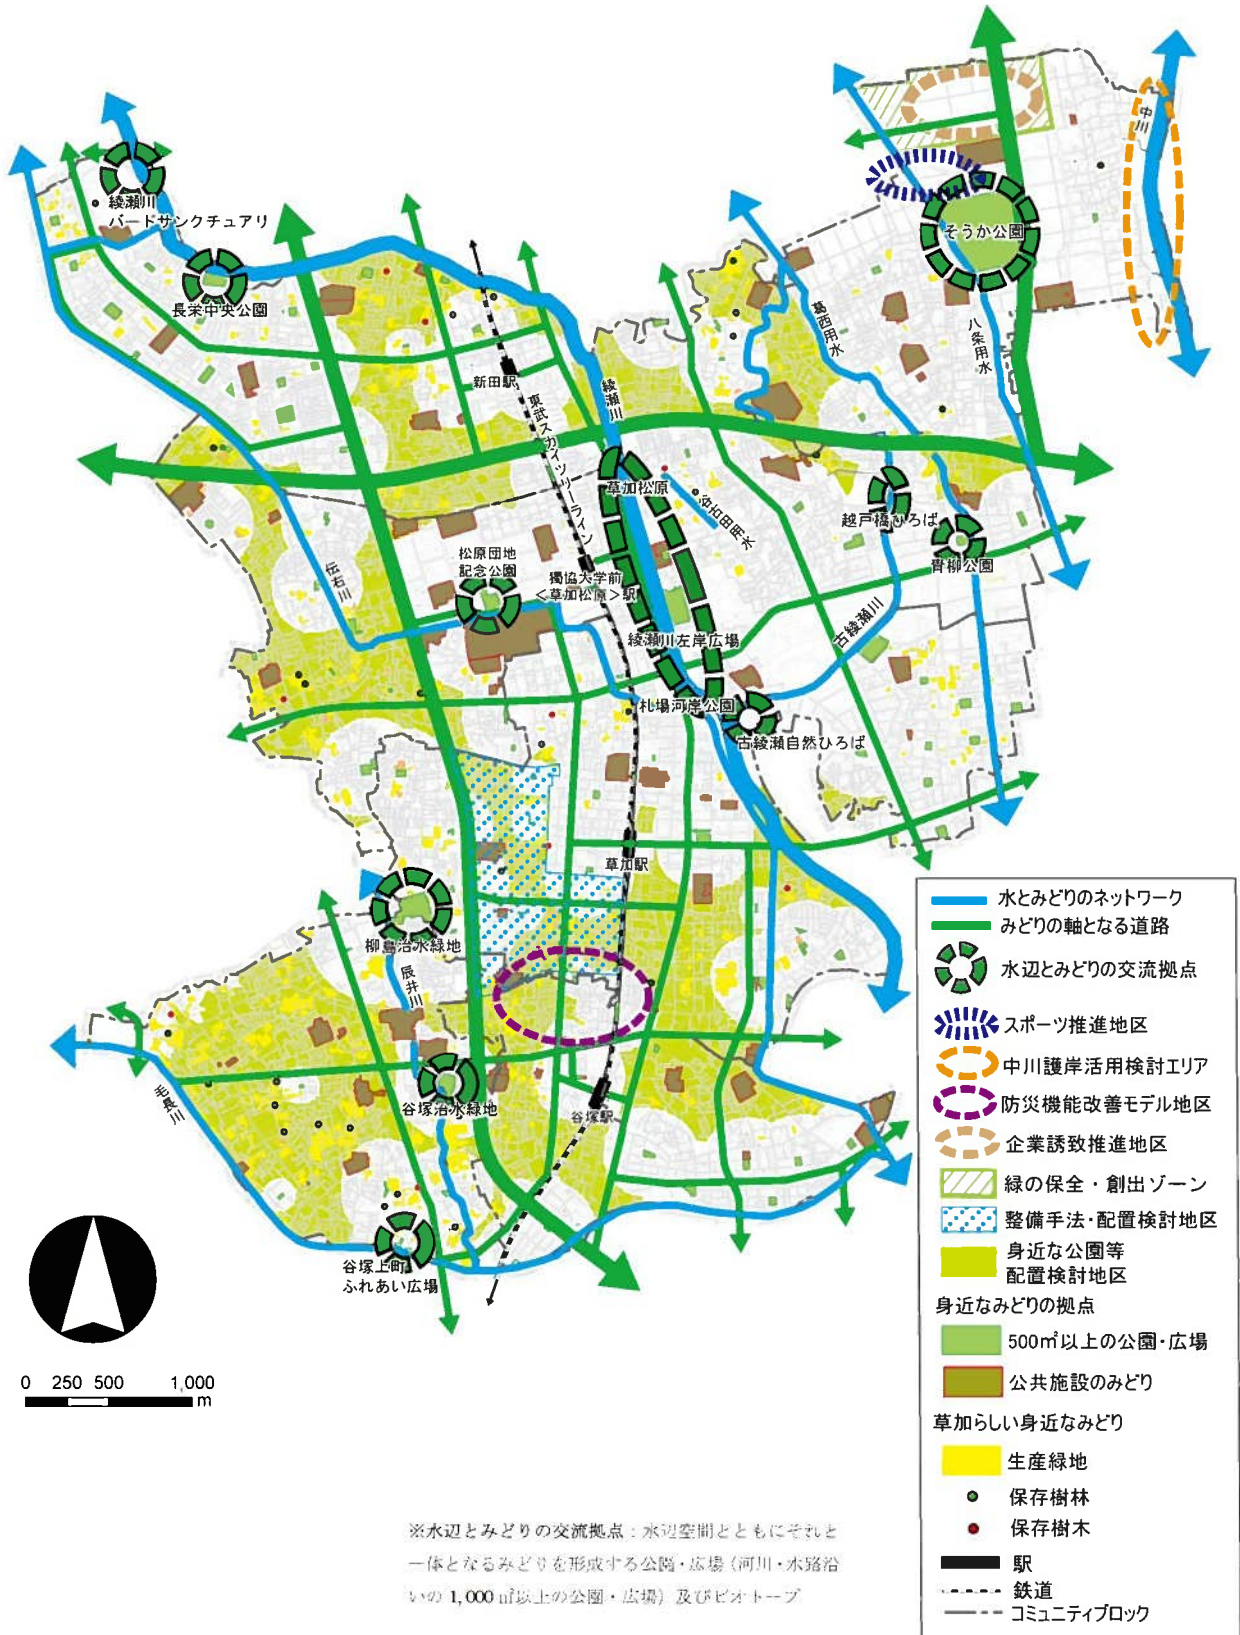 中川
綾瀬川
バードサンクチュアリ
そうか公園
長栄中央公園
葛西用水
八条用水
新田駅
東武スカイツリーライン
綾瀬川
草加松原
谷古田用水
越戸橋ひろば
青柳公園
松原団地
記念公園
獨協大学前
<草加松原>駅
伝右川
綾瀬川左岸広場
古綾瀬川
札場河岸公園
古綾瀬自然ひろば
草加駅
柳島治水緑地
辰井川
毛長川
谷塚治水緑地
谷塚駅
谷塚上町
ふれあい広場
0 250 500 1,000
m
水とみどりのネットワーク
みどりの軸となる道路
水辺とみどりの交流拠点
スポーツ推進地区
中川護岸活用検討エリア
防災機能改善モデル地区
企業誘致推進地区
緑の保全・創出ゾーン
整備手法・配置検討地区
身近な公園等
配置検討地区
身近なみどりの拠点
500㎡以上の公園・広場
公共施設のみどり
草加らしい身近なみどり
生産緑地
保存樹林
保存樹木
駅
鉄道
コミュニティブロック
※水辺とみどりの交流拠点：水辺空間とともにそれと
一体となるみどりを形成する公園・広場（河川・水路沿
いの 1,000 ㎡以上の公園・広場）及びビオトープ